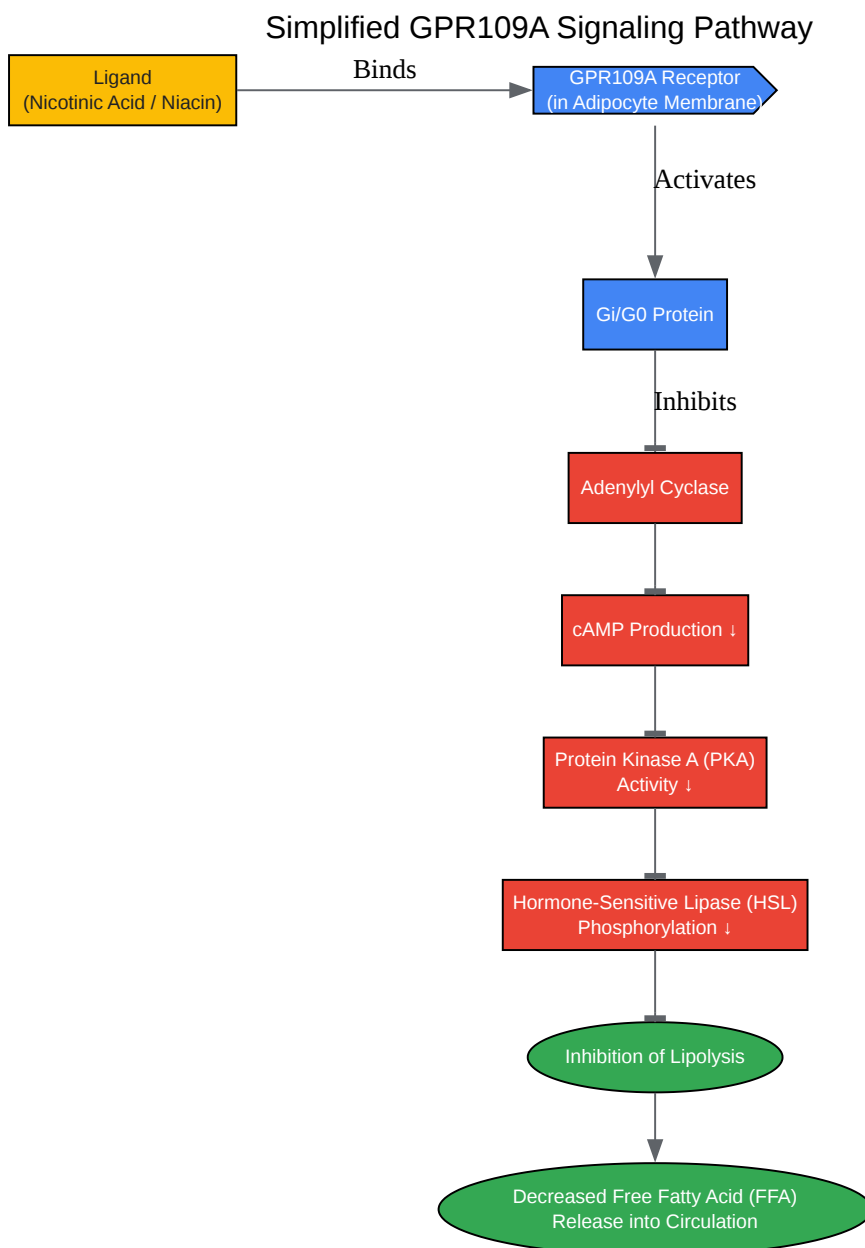 Simplified GPR109A Signaling Pathway
Ligand
(Nicotinic Acid / Niacin)
Binds
GPR109A Receptor
(in Adipocyte Membrane)
Activates
Gi/G0 Protein
Inhibits
Adenylyl Cyclase
cAMP Production ↓
Protein Kinase A (PKA)
Activity ↓
Hormone-Sensitive Lipase (HSL)
Phosphorylation ↓
Inhibition of Lipolysis
Decreased Free Fatty Acid (FFA)
Release into Circulation